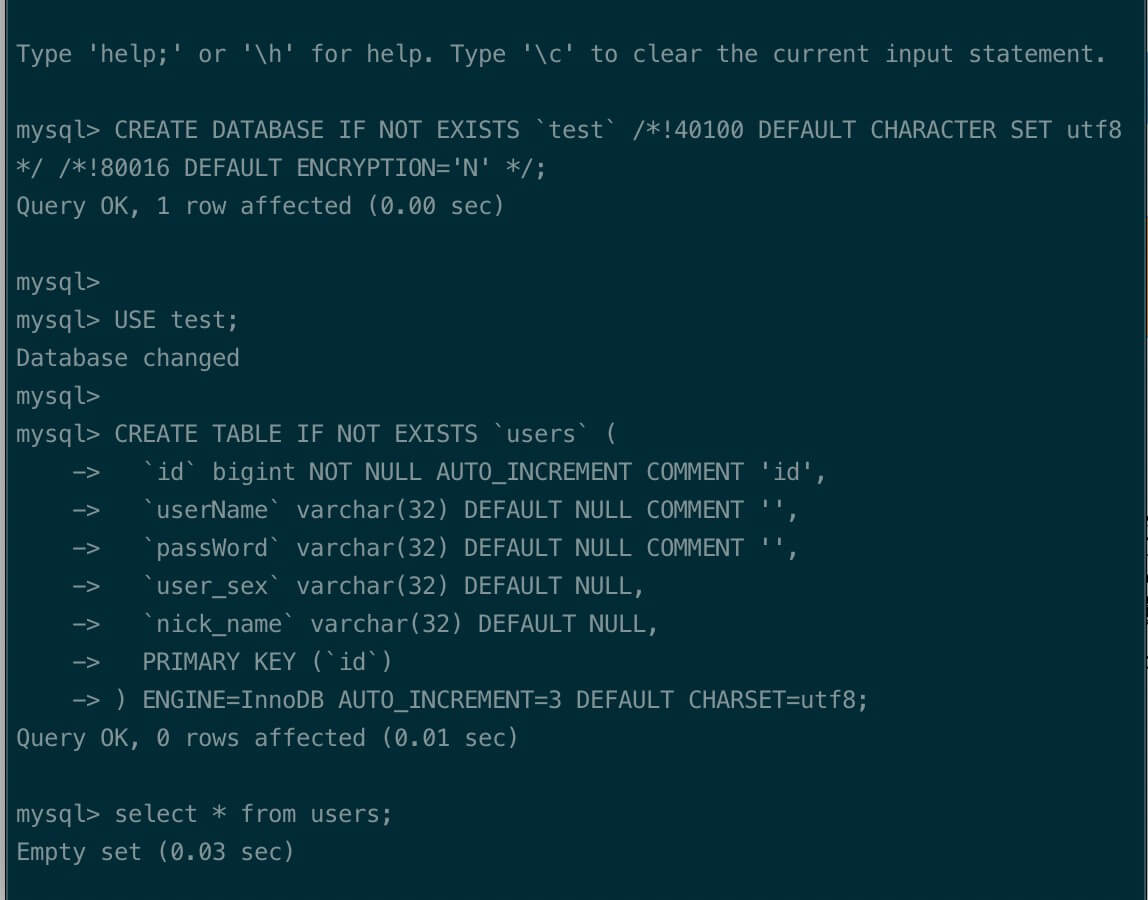 Type 'help;' or '\h' for help. Type '\c' to clear the current input statement.
mysql> CREATE DATABASE IF NOT EXISTS `test` /*!40100 DEFAULT CHARACTER SET utf8
*/ /*!80016 DEFAULT ENCRYPTION='N' */;
Query OK, 1 row affected (0.00 sec)
mysql>
mysql> USE test;
Database changed
mysql>
mysql> CREATE TABLE IF NOT EXISTS `users` (
    ->   `id` bigint NOT NULL AUTO_INCREMENT COMMENT 'id',
    ->   `userName` varchar(32) DEFAULT NULL COMMENT '',
    ->   `passWord` varchar(32) DEFAULT NULL COMMENT '',
    ->   `user_sex` varchar(32) DEFAULT NULL,
    ->   `nick_name` varchar(32) DEFAULT NULL,
    ->   PRIMARY KEY (`id`)
    -> ) ENGINE=InnoDB AUTO_INCREMENT=3 DEFAULT CHARSET=utf8;
Query OK, 0 rows affected (0.01 sec)
mysql> select * from users;
Empty set (0.03 sec)